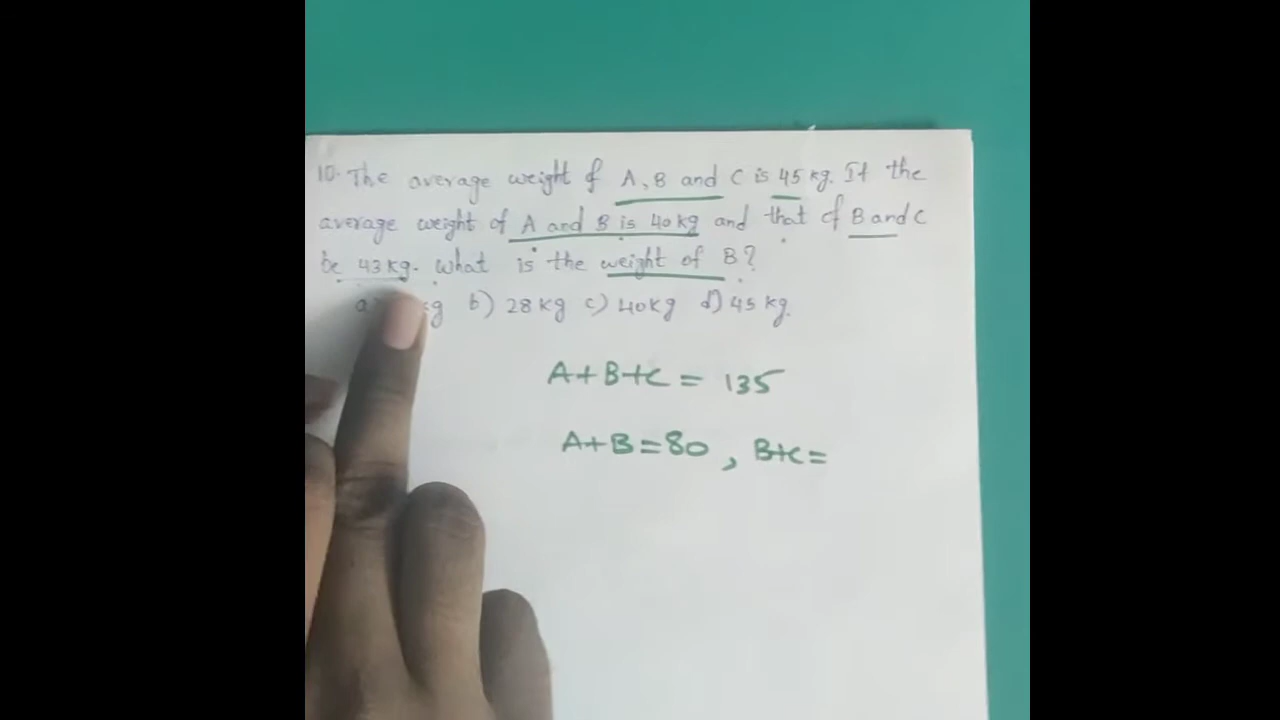 10. The average weight of A, B and C is 45 kg. If the
average weight of A and B is 40 kg and that of B and C
be 43 kg. what is the weight of B?
kg b) 28 kg c) 40 kg d) 45 kg.
A+B+C = 135
A+B=80 , B+C=